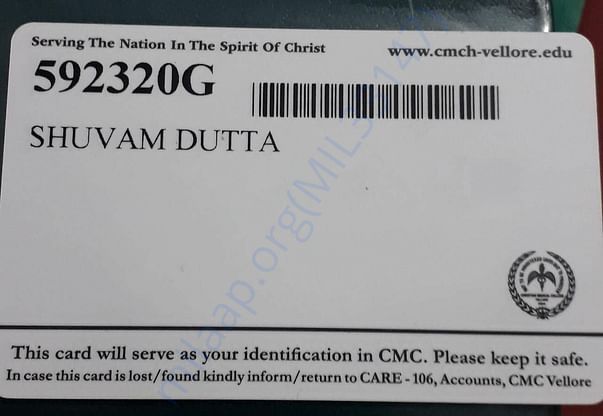 Serving The Nation In The Spirit Of Christ
www.cmch-vellore.edu
592320G
SHUVAM DUTTA
This card will serve as your identification in CMC. Please keep it safe.
In case this card is lost/found kindly inform/return to CARE - 106, Accounts, CMC Vellore